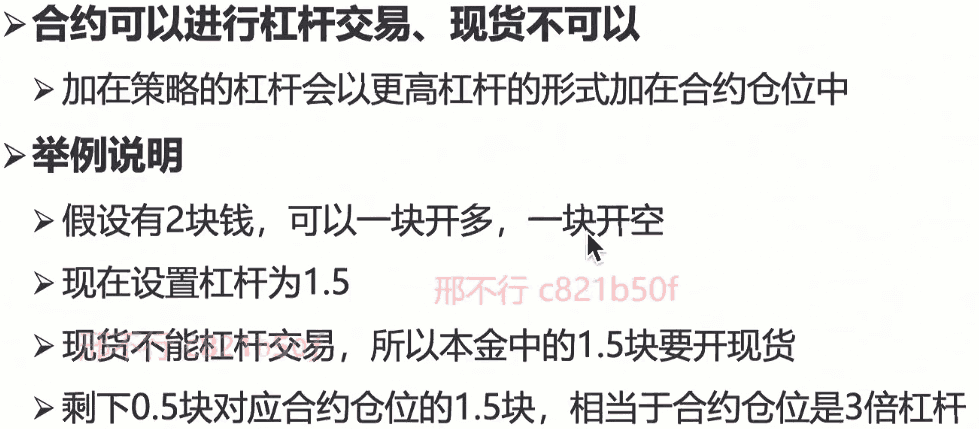 合约可以进行杠杆交易、现货不可以
加在策略的杠杆会以更高杠杆的形式加在合约仓位中
举例说明
假设有2块钱，可以一块开多，一块开空
现在设置杠杆为1.5
邢不行 c821b50f
现货不能杠杆交易，所以本金中的1.5块要开现货
剩下0.5块对应合约仓位的1.5块，相当于合约仓位是3倍杠杆